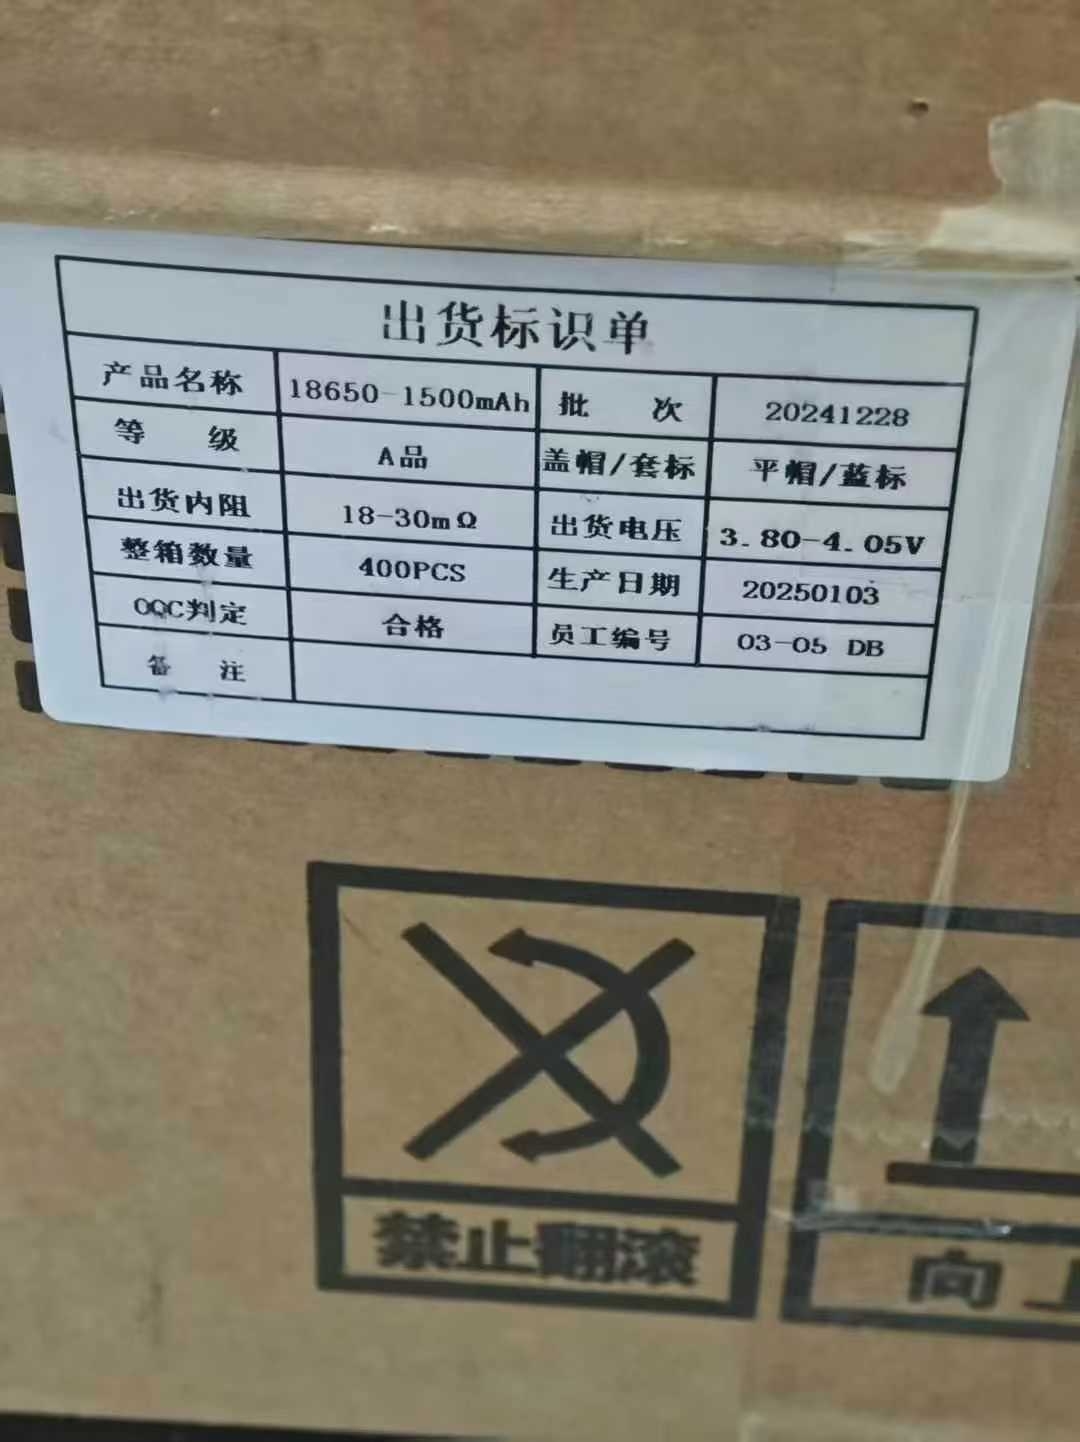 出货标识单
产品名称 18650-1500mAh 批 次 20241228
等 级 A品 盖帽/套标 平帽/蓝标
出货内阻 18-30mΩ 出货电压 3.80-4.05V
整箱数量 400PCS 生产日期 20250103
OQC判定 合格 员工编号 03-05 DB
备 注
禁止翻滚
向上